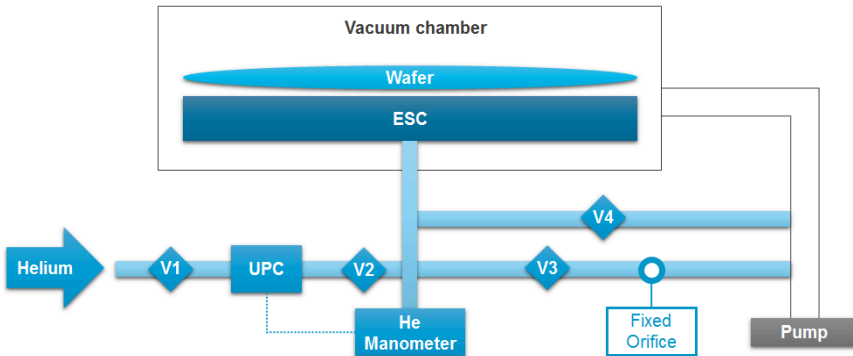 Vacuum chamber
Wafer
ESC
V4
Helium
V1
UPC
V2
V3
He
Manometer
Fixed
Orifice
Pump